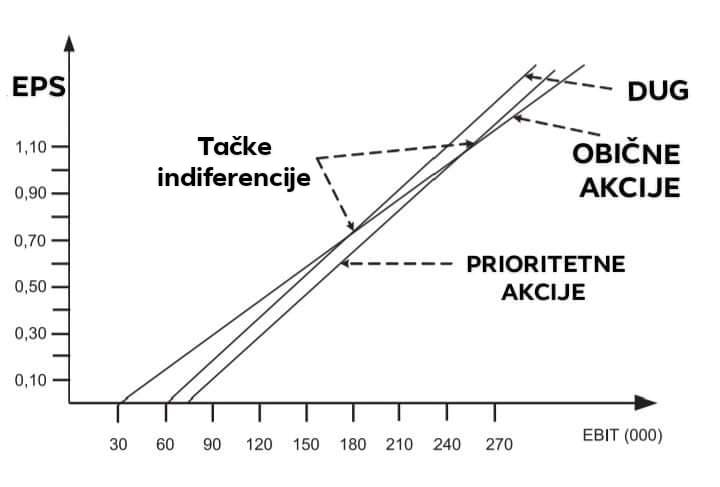 EPS
DUG
Tačke
indiferencije
OBIČNE
AKCIJE
1,10
0,90
0,70
0,50
0,30
0,10
PRIORITETNE
AKCIJE
30 60 90 120 150 180 210 240 270
EBIT (000)